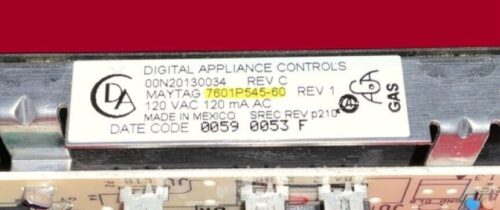 DIGITAL APPLIANCE CONTROLS
00N20130034 REV C
MAYTAG 7601P545-60 REV 1
120 VAC 120 mA AC
MADE IN MEXICO SREC REV p210
DATE CODE 0059 0053 F
CDA
GAS